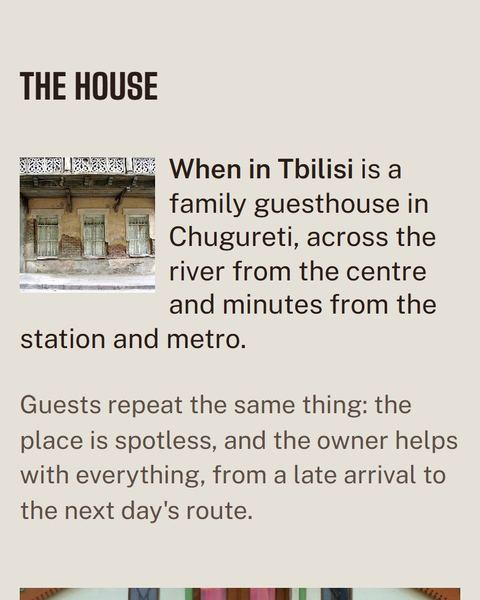 THE HOUSE
When in Tbilisi is a
family guesthouse in
Chugureti, across the
river from the centre
and minutes from the
station and metro.
Guests repeat the same thing: the
place is spotless, and the owner helps
with everything, from a late arrival to
the next day's route.